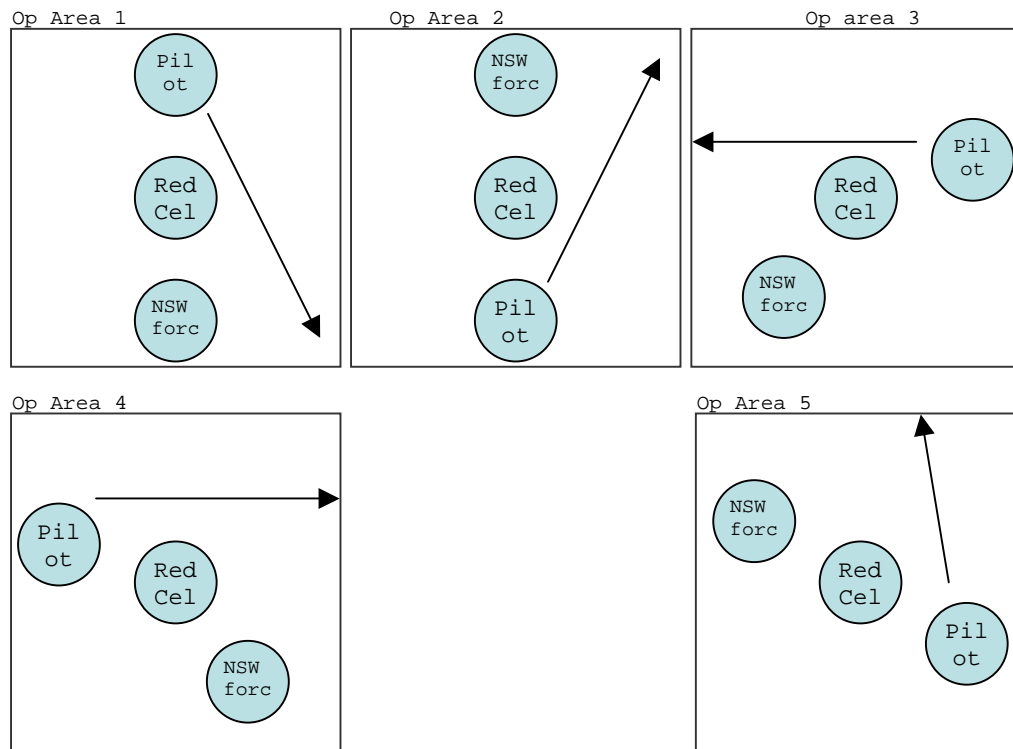 Op Area 1
Op Area 2
Op area 3
Pil
ot
Red
Cel
NSW
forc
NSW
forc
Red
Cel
Pil
ot
Pil
ot
Red
Cel
NSW
forc
Op Area 4
Op Area 5
Pil
ot
Red
Cel
NSW
forc
NSW
forc
Red
Cel
Pil
ot